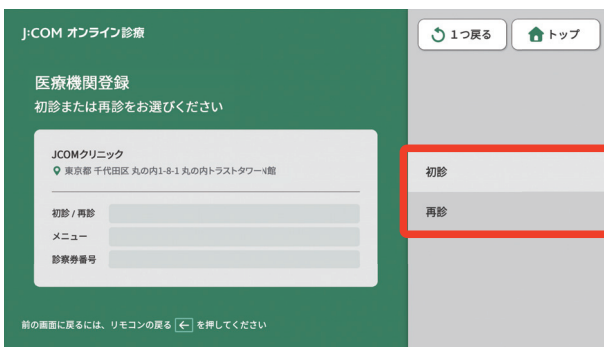 J:COM オンライン診療
1つ戻る
トップ
医療機関登録
初診または再診をお選びください
JCOMクリニック
東京都 千代田区 丸の内1-8-1 丸の内トラストタワーN館
初診 / 再診
メニュー
診察券番号
初診
再診
前の画面に戻るには、リモコンの戻る ← を押してください